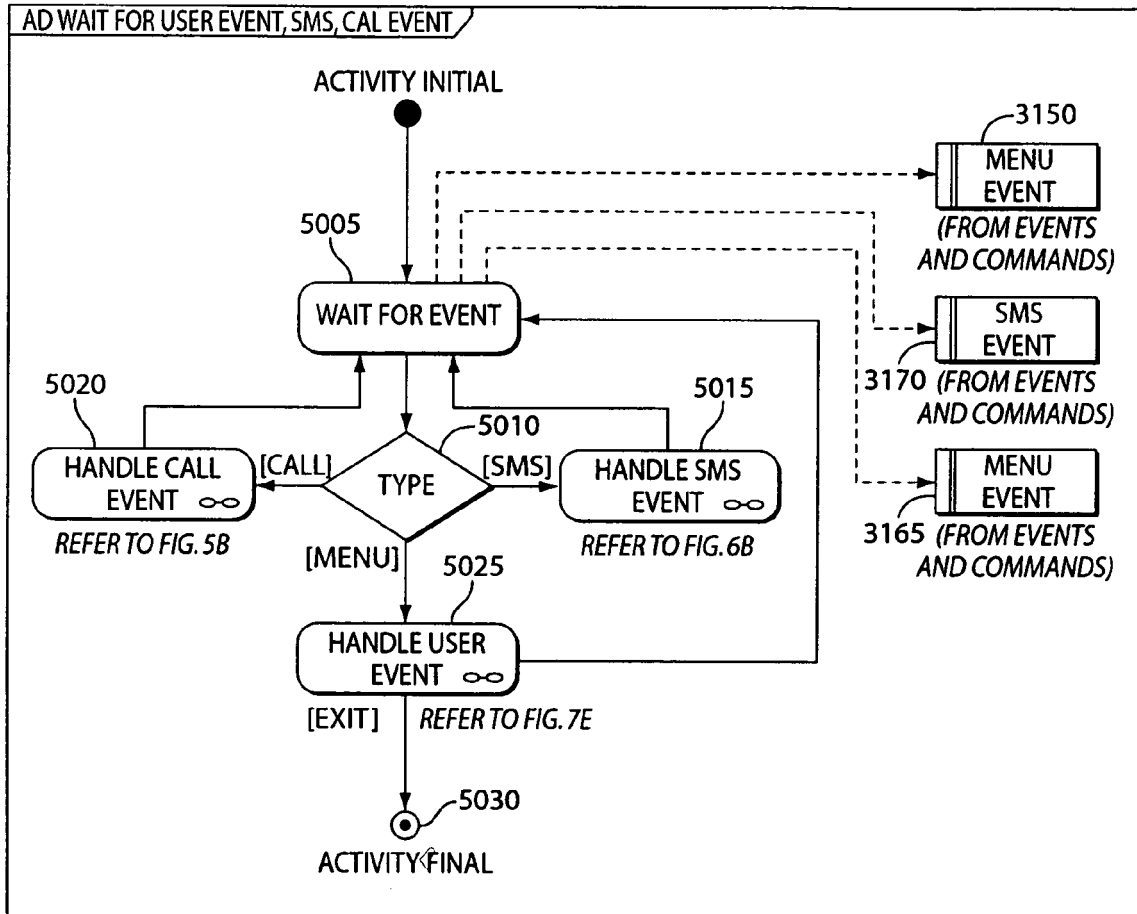 AD WAIT FOR USER EVENT, SMS, CAL EVENT
ACTIVITY INITIAL
3150
MENU
EVENT
(FROM EVENTS
AND COMMANDS)
5005
WAIT FOR EVENT
SMS
EVENT
3170
(FROM EVENTS
AND COMMANDS)
5020
5015
5010
[CALL]
[SMS]
HANDLE CALL
EVENT
TYPE
HANDLE SMS
EVENT
MENU
EVENT
3165
(FROM EVENTS
AND COMMANDS)
REFER TO FIG. 5B
REFER TO FIG. 6B
[MENU]
5025
HANDLE USER
EVENT
[EXIT]
REFER TO FIG. 7E
5030
ACTIVITY FINAL